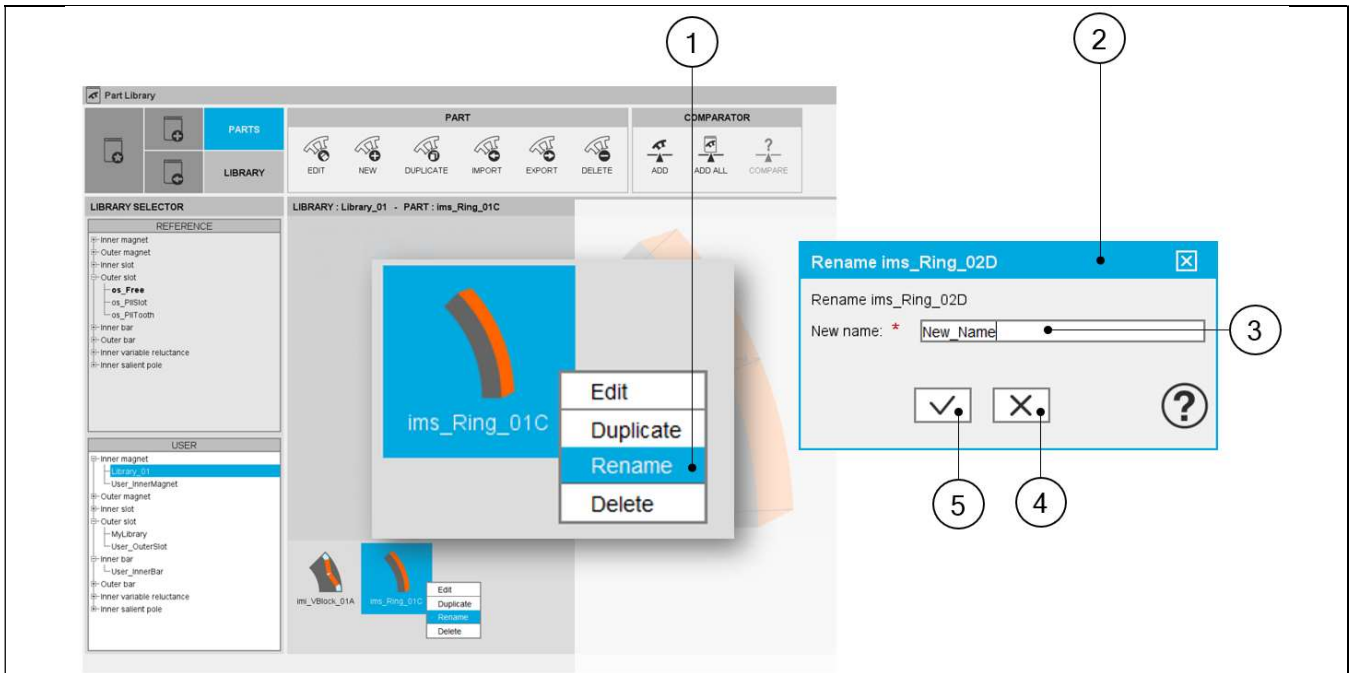 1
2
Part Library
PARTS
LIBRARY
PART
EDIT
NEW
DUPLICATE
IMPORT
EXPORT
DELETE
COMPARATOR
ADD
ADD ALL
?
COMPARE
LIBRARY SELECTOR
REFERENCE
Inner magnet
Outer magnet
Inner slot
Outer slot
os_Free
os_PllSlot
os_PllTooth
Inner bar
Outer bar
Inner variable reluctance
Inner salient pole
USER
Inner magnet
Library_01
User_InnerMagnet
Outer magnet
Inner slot
Outer slot
MyLibrary
User_OuterSlot
Inner bar
User_InnerBar
Outer bar
Inner variable reluctance
Inner salient pole
LIBRARY : Library_01 - PART : ims_Ring_01C
ims_Ring_01C
Edit
Duplicate
Rename
Delete
imi_VBlock_01A
ims_Ring_01C
Edit
Duplicate
Rename
Delete
Rename ims_Ring_02D
Rename ims_Ring_02D
New name: * New_Name
3
?
5
4